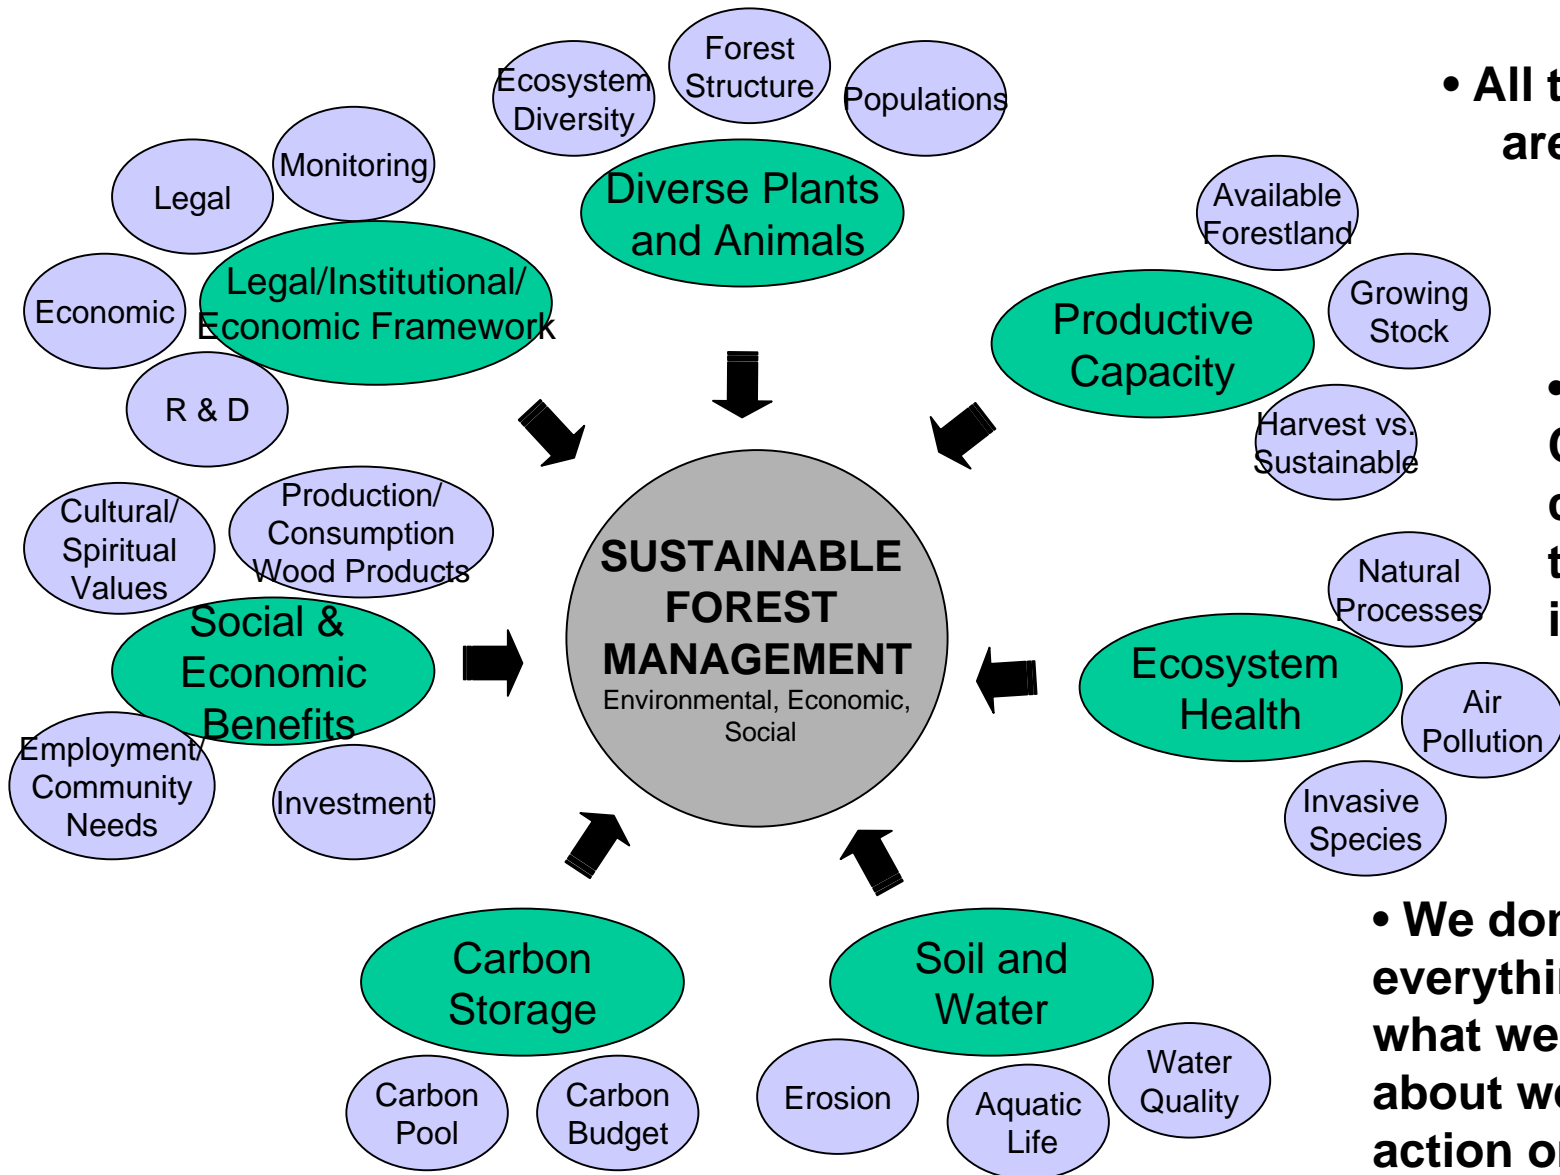 Ecosystem
Diversity
Forest
Structure
Populations
Diverse Plants
and Animals
Monitoring
Legal
Economic
R & D
Legal/Institutional/
Economic Framework
Available
Forestland
Growing
Stock
Harvest vs.
Sustainable
Productive
Capacity
Cultural/
Spiritual
Values
Production/
Consumption
Wood Products
Social &
Economic
Benefits
Employment/
Community
Needs
Investment
SUSTAINABLE
FOREST
MANAGEMENT
Environmental, Economic,
Social
Natural
Processes
Air
Pollution
Invasive
Species
Ecosystem
Health
Carbon
Storage
Carbon
Pool
Carbon
Budget
Soil and
Water
Erosion
Aquatic
Life
Water
Quality
• All
are
•
• We
what we
about
action